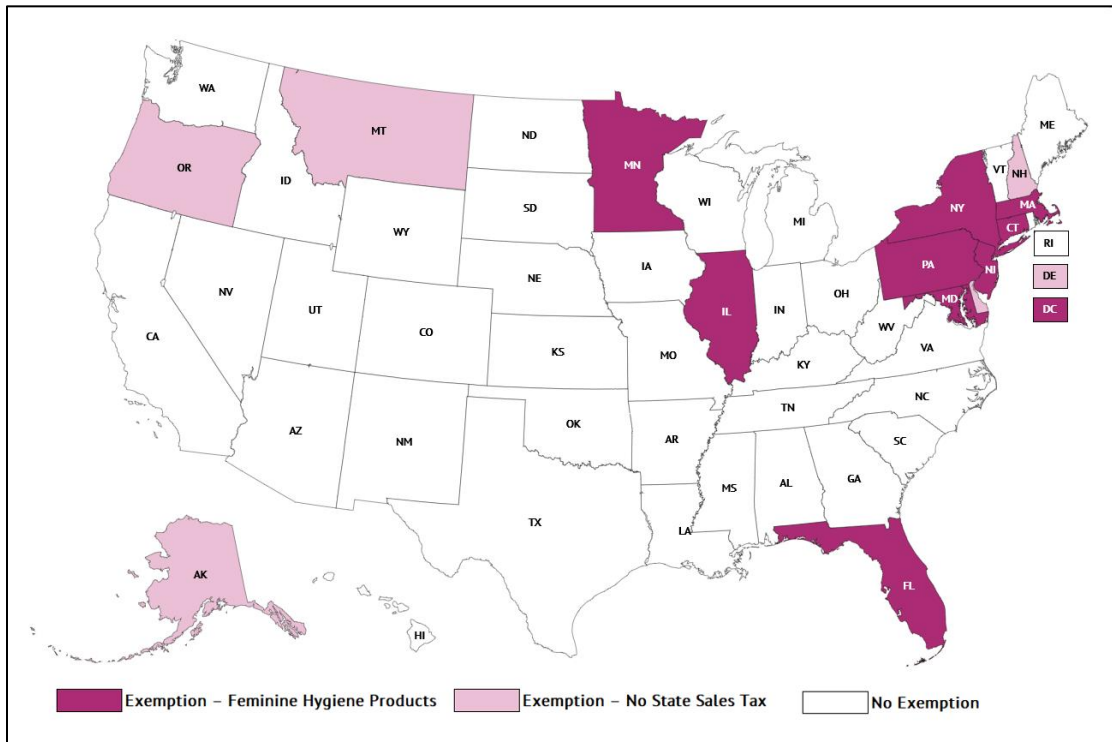 WA
MT
ND
MN
ME
OR
ID
SD
WI
MI
VT
NH
NY
MA
CT
RI
WY
IA
NE
PA
NJ
DE
NV
UT
CO
IL
IN
OH
MD
DC
CA
KS
MO
WV
VA
KY
AZ
NM
OK
AR
TN
NC
SC
TX
LA
MS
AL
GA
FL
AK
HI
Exemption – Feminine Hygiene Products
Exemption – No State Sales Tax
No Exemption